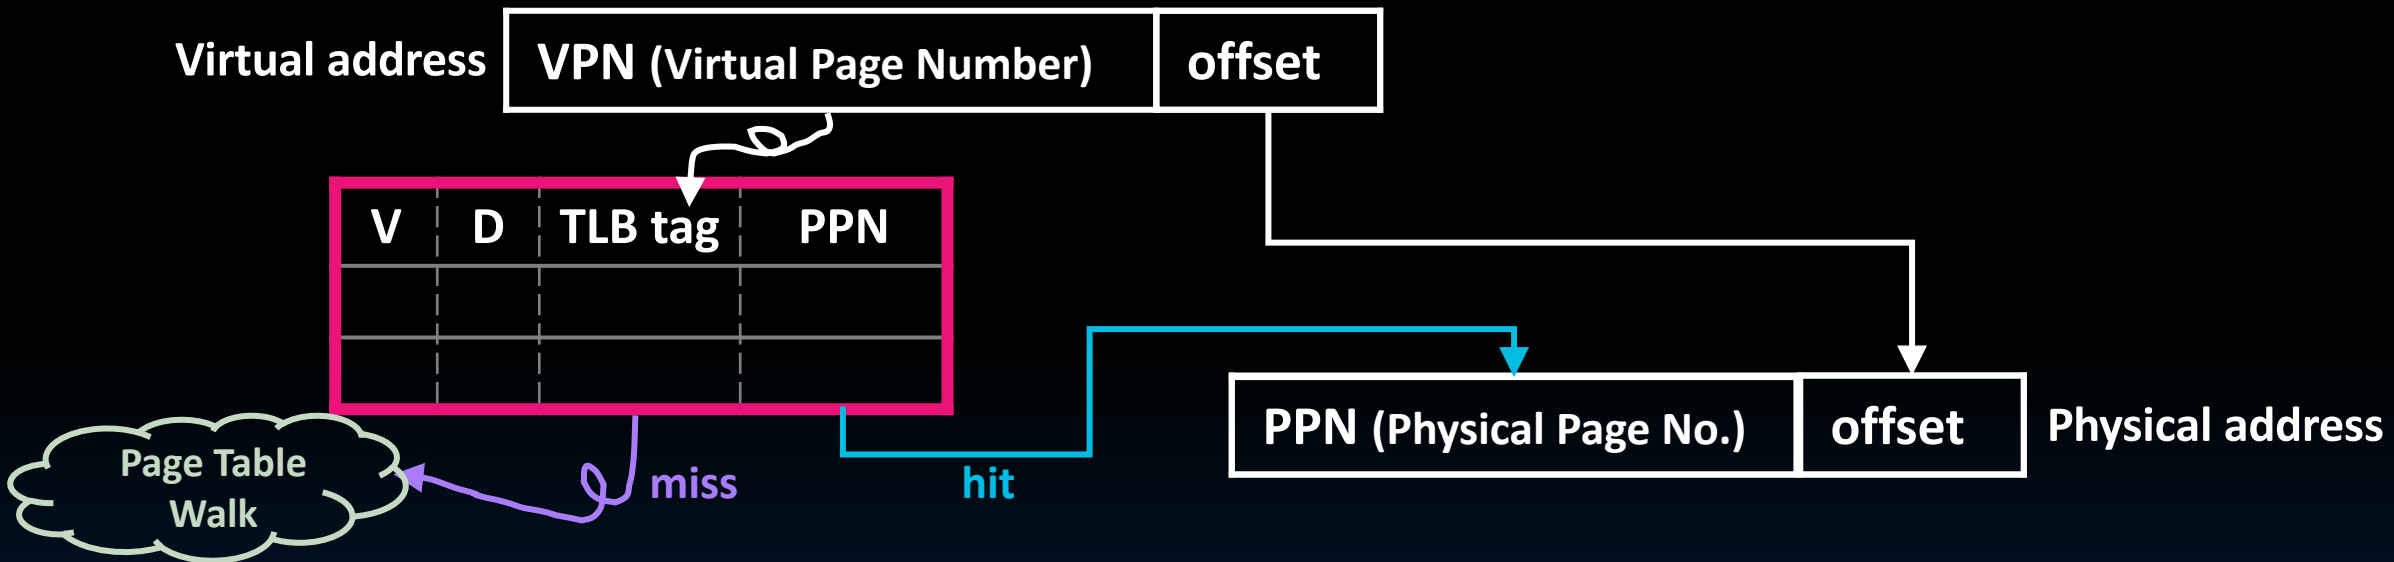 Virtual address
VPN (Virtual Page Number)
offset
V
D
TLB tag
PPN
Page Table
Walk
miss
hit
PPN (Physical Page No.)
offset
Physical address